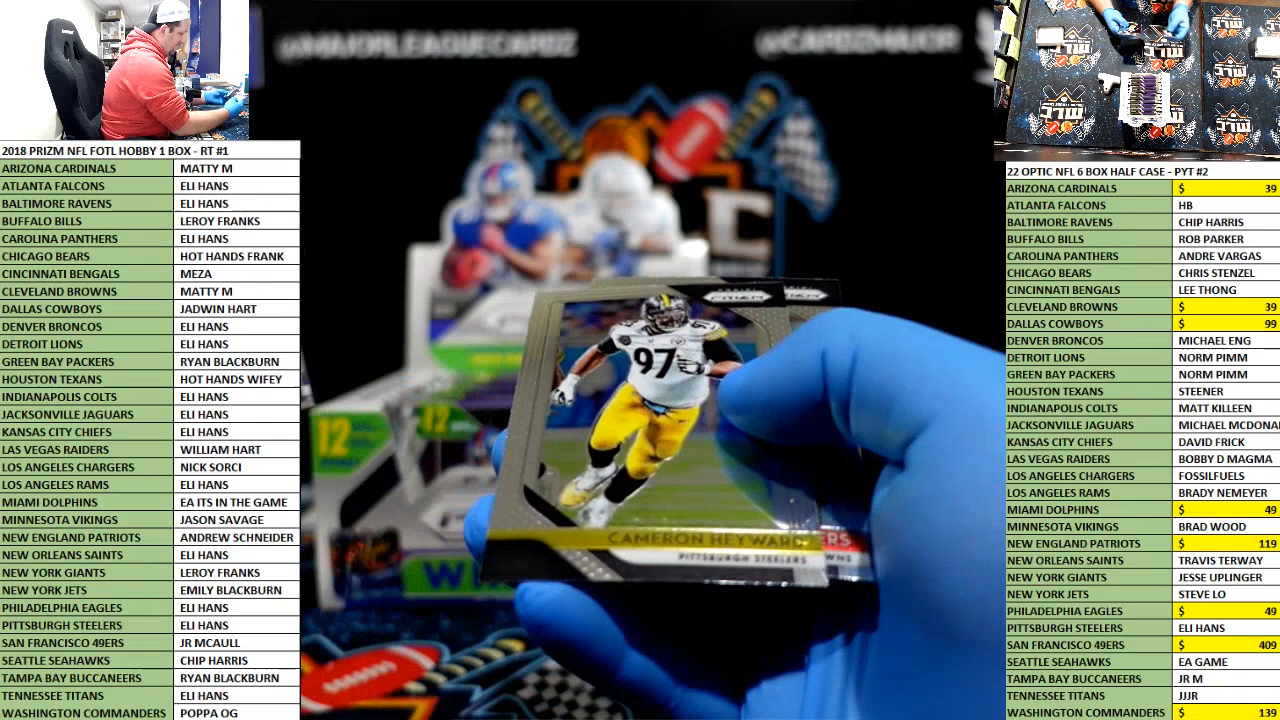 @MAJORLEAGUECARDZ
@CARDZMAJOR
2018 PRIZM NFL FOTL HOBBY 1 BOX - RT #1
ARIZONA CARDINALS MATTY M
ATLANTA FALCONS ELI HANS
BALTIMORE RAVENS ELI HANS
BUFFALO BILLS LEROY FRANKS
CAROLINA PANTHERS ELI HANS
CHICAGO BEARS HOT HANDS FRANK
CINCINNATI BENGALS MEZA
CLEVELAND BROWNS MATTY M
DALLAS COWBOYS JADWIN HART
DENVER BRONCOS ELI HANS
DETROIT LIONS ELI HANS
GREEN BAY PACKERS RYAN BLACKBURN
HOUSTON TEXANS HOT HANDS WIFEY
INDIANAPOLIS COLTS ELI HANS
JACKSONVILLE JAGUARS ELI HANS
KANSAS CITY CHIEFS ELI HANS
LAS VEGAS RAIDERS WILLIAM HART
LOS ANGELES CHARGERS NICK SORCI
LOS ANGELES RAMS ELI HANS
MIAMI DOLPHINS EA ITS IN THE GAME
MINNESOTA VIKINGS JASON SAVAGE
NEW ENGLAND PATRIOTS ANDREW SCHNEIDER
NEW ORLEANS SAINTS ELI HANS
NEW YORK GIANTS LEROY FRANKS
NEW YORK JETS EMILY BLACKBURN
PHILADELPHIA EAGLES ELI HANS
PITTSBURGH STEELERS ELI HANS
SAN FRANCISCO 49ERS JR MCAULL
SEATTLE SEAHAWKS CHIP HARRIS
TAMPA BAY BUCCANEERS RYAN BLACKBURN
TENNESSEE TITANS ELI HANS
WASHINGTON COMMANDERS POPPA OG
PRIZM
97
12
12
CAMERON HEYWARD
PITTSBURGH STEELERS
ERS
WNS
22 OPTIC NFL 6 BOX HALF CASE - PYT #2
ARIZONA CARDINALS $ 39
ATLANTA FALCONS HB
BALTIMORE RAVENS CHIP HARRIS
BUFFALO BILLS ROB PARKER
CAROLINA PANTHERS ANDRE VARGAS
CHICAGO BEARS CHRIS STENZEL
CINCINNATI BENGALS LEE THONG
CLEVELAND BROWNS $ 39
DALLAS COWBOYS $ 99
DENVER BRONCOS MICHAEL ENG
DETROIT LIONS NORM PIMM
GREEN BAY PACKERS NORM PIMM
HOUSTON TEXANS STEENER
INDIANAPOLIS COLTS MATT KILLEEN
JACKSONVILLE JAGUARS MICHAEL MCDONA
KANSAS CITY CHIEFS DAVID FRICK
LAS VEGAS RAIDERS BOBBY D MAGMA
LOS ANGELES CHARGERS FOSSILFUELS
LOS ANGELES RAMS BRADY NEMEYER
MIAMI DOLPHINS $ 49
MINNESOTA VIKINGS BRAD WOOD
NEW ENGLAND PATRIOTS $ 119
NEW ORLEANS SAINTS TRAVIS TERWAY
NEW YORK GIANTS JESSE UPLINGER
NEW YORK JETS STEVE LO
PHILADELPHIA EAGLES $ 49
PITTSBURGH STEELERS ELI HANS
SAN FRANCISCO 49ERS $ 409
SEATTLE SEAHAWKS EA GAME
TAMPA BAY BUCCANEERS JR M
TENNESSEE TITANS JJJR
WASHINGTON COMMANDERS $ 139